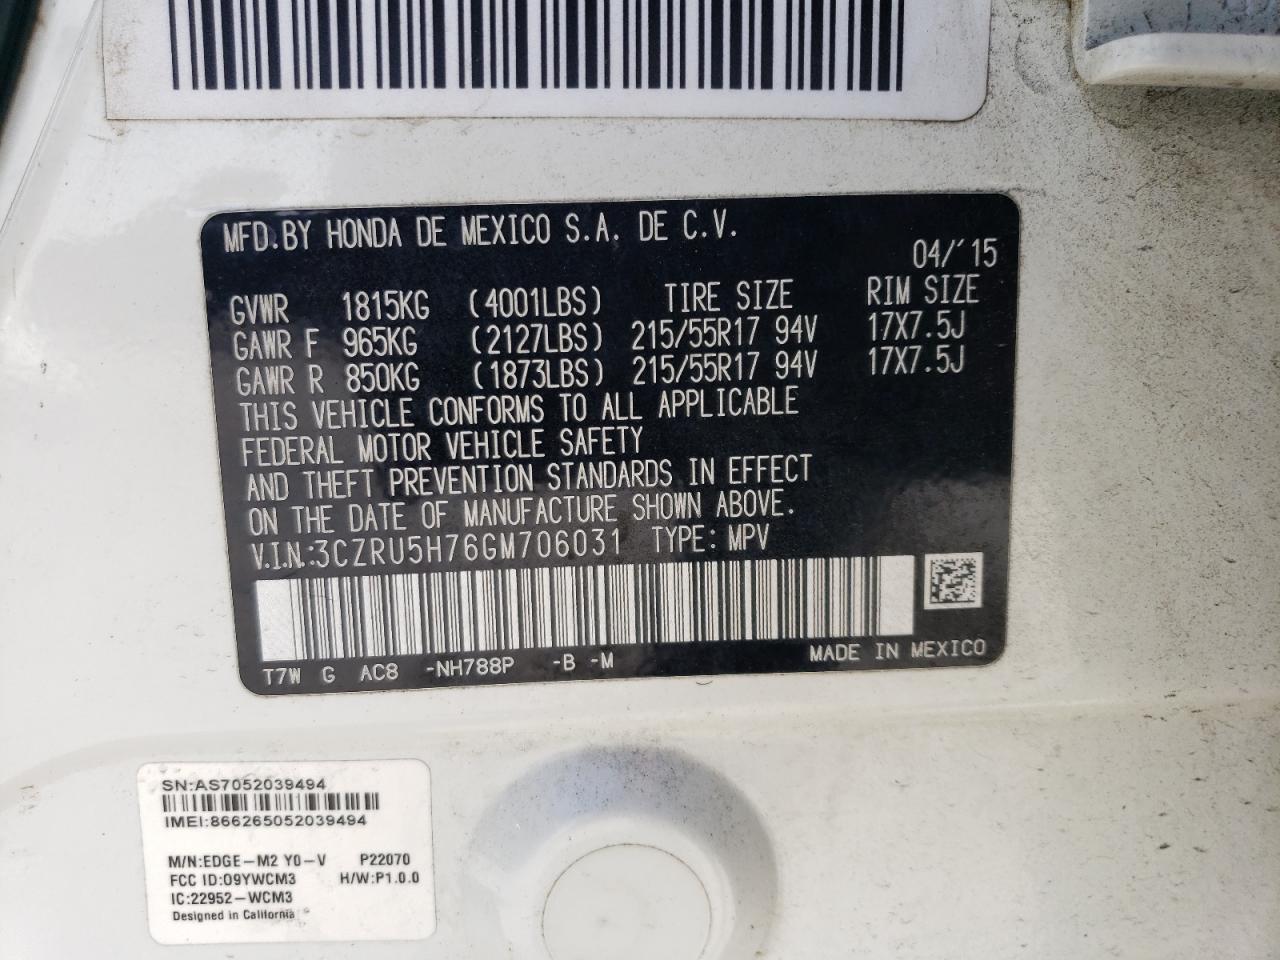 MFD.BY HONDA DE MEXICO S.A. DE C.V.
04/'15
GVWR 1815KG (4001LBS) TIRE SIZE RIM SIZE
GAWR F 965KG (2127LBS) 215/55R17 94V 17X7.5J
GAWR R 850KG (1873LBS) 215/55R17 94V 17X7.5J
THIS VEHICLE CONFORMS TO ALL APPLICABLE
FEDERAL MOTOR VEHICLE SAFETY
AND THEFT PREVENTION STANDARDS IN EFFECT
ON THE DATE OF MANUFACTURE SHOWN ABOVE.
V.I.N.:3CZRU5H76GM706031 TYPE: MPV
T7W G AC8 -NH788P -B -M MADE IN MEXICO
SN:AS7052039494
IMEI:866265052039494
M/N:EDGE-M2 Y0-V P22070
FCC ID:O9YWCM3 H/W:P1.0.0
IC:22952-WCM3
Designed in California